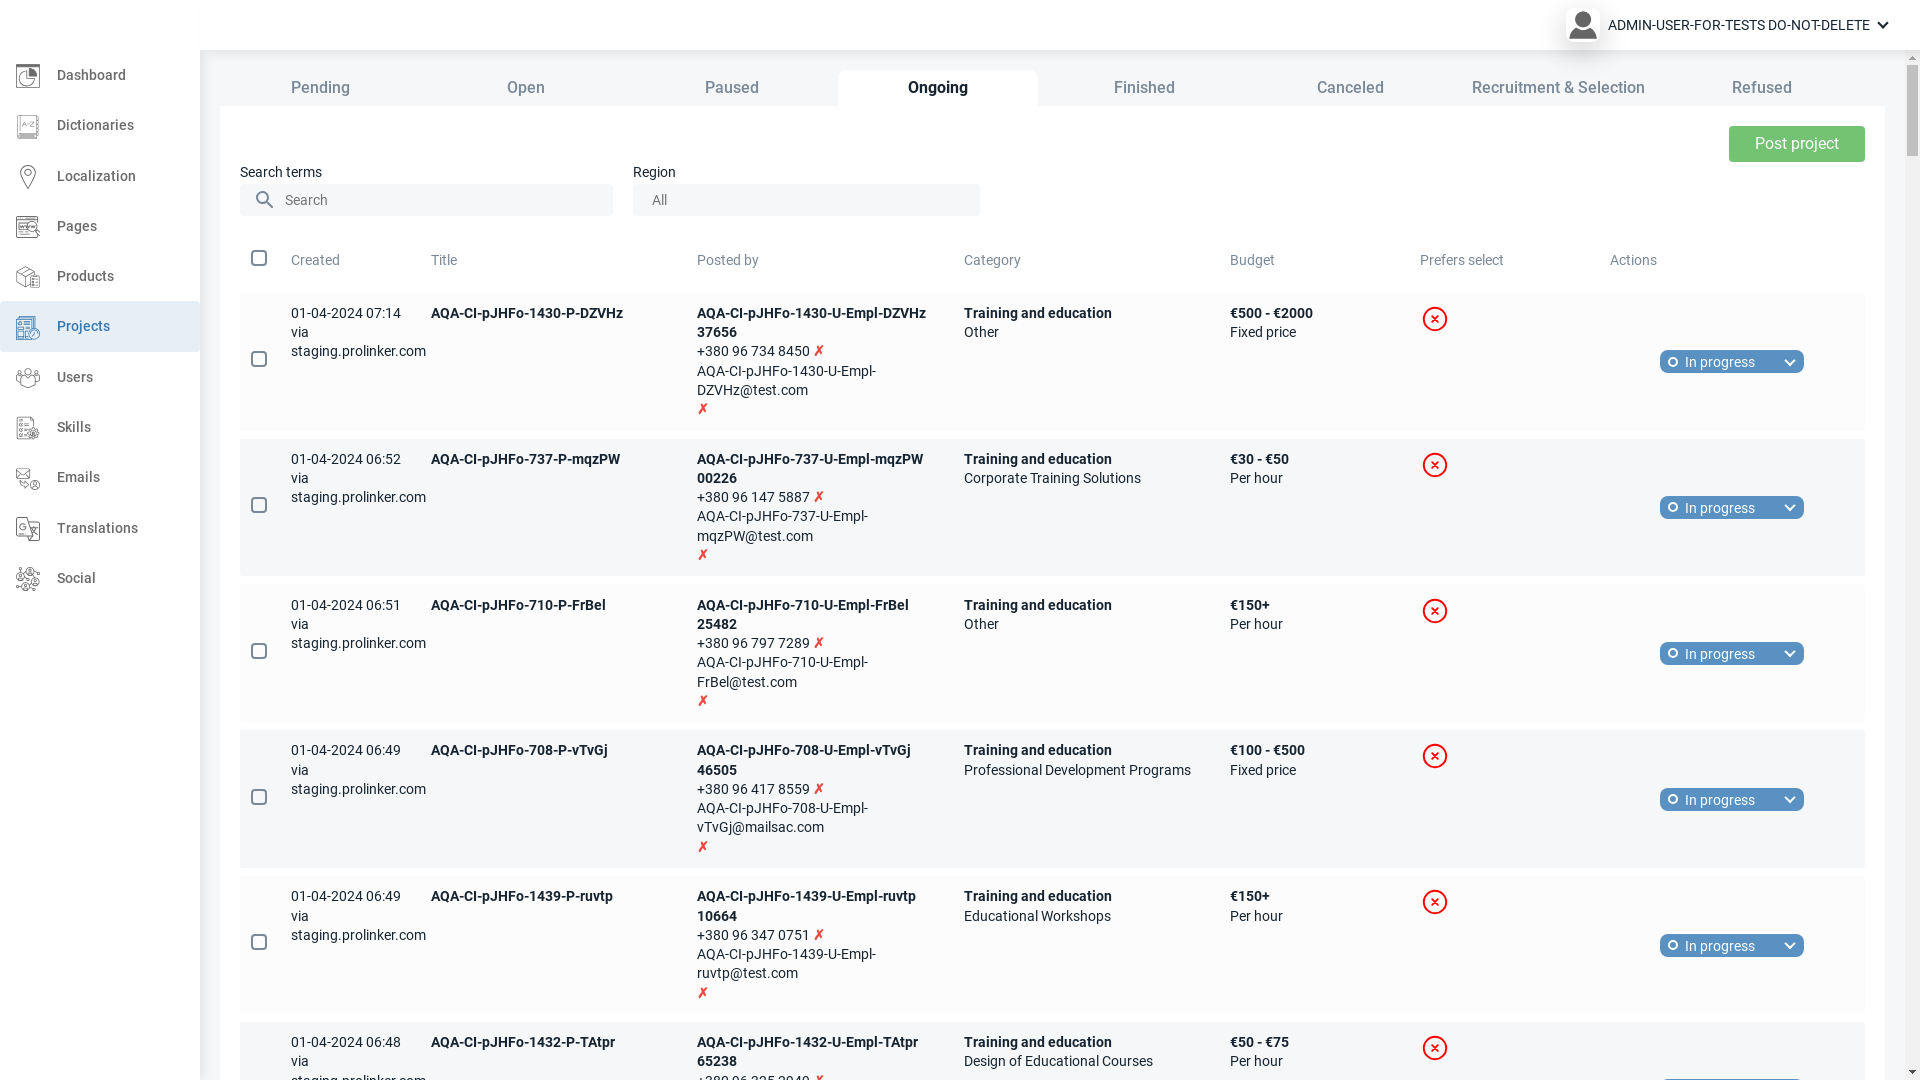 ADMIN-USER-FOR-TESTS DO-NOT-DELETE
Dashboard
Dictionaries
Localization
Pages
Products
Projects
Users
Skills
Emails
Translations
Social
Pending
Open
Paused
Ongoing
Finished
Canceled
Recruitment & Selection
Refused
Post project
Search terms
Search
Region
All
Created
Title
Posted by
Category
Budget
Prefers select
Actions
01-04-2024 07:14
via
staging.prolinker.com
AQA-CI-pJHFo-1430-P-DZVHz
AQA-CI-pJHFo-1430-U-Empl-DZVHz
37656
+380 96 734 8450 ✗
AQA-CI-pJHFo-1430-U-Empl-
DZVHz@test.com
✗
Training and education
Other
€500 - €2000
Fixed price
In progress
01-04-2024 06:52
via
staging.prolinker.com
AQA-CI-pJHFo-737-P-mqzPW
AQA-CI-pJHFo-737-U-Empl-mqzPW
00226
+380 96 147 5887 ✗
AQA-CI-pJHFo-737-U-Empl-
mqzPW@test.com
✗
Training and education
Corporate Training Solutions
€30 - €50
Per hour
In progress
01-04-2024 06:51
via
staging.prolinker.com
AQA-CI-pJHFo-710-P-FrBel
AQA-CI-pJHFo-710-U-Empl-FrBel
25482
+380 96 797 7289 ✗
AQA-CI-pJHFo-710-U-Empl-
FrBel@test.com
✗
Training and education
Other
€150+
Per hour
In progress
01-04-2024 06:49
via
staging.prolinker.com
AQA-CI-pJHFo-708-P-vTvGj
AQA-CI-pJHFo-708-U-Empl-vTvGj
46505
+380 96 417 8559 ✗
AQA-CI-pJHFo-708-U-Empl-
vTvGj@mailsac.com
✗
Training and education
Professional Development Programs
€100 - €500
Fixed price
In progress
01-04-2024 06:49
via
staging.prolinker.com
AQA-CI-pJHFo-1439-P-ruvtp
AQA-CI-pJHFo-1439-U-Empl-ruvtp
10664
+380 96 347 0751 ✗
AQA-CI-pJHFo-1439-U-Empl-
ruvtp@test.com
✗
Training and education
Educational Workshops
€150+
Per hour
In progress
01-04-2024 06:48
via
staging.prolinker.com
AQA-CI-pJHFo-1432-P-TAtpr
AQA-CI-pJHFo-1432-U-Empl-TAtpr
65238
Training and education
Design of Educational Courses
€50 - €75
Per hour